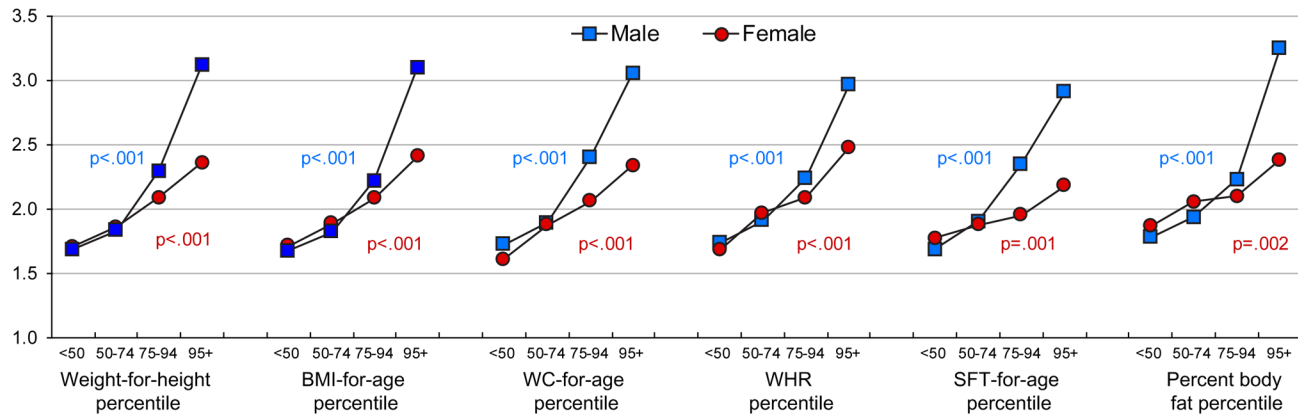 3.5
Male Female
3.0
2.5
p<.001 p<.001 p<.001 p<.001 p<.001 p<.001
2.0
p<.001 p<.001 p<.001 p<.001 p=.001 p=.002
1.5
1.0
<50 50-74 75-94 95+ <50 50-74 75-94 95+ <50 50-74 75-94 95+ <50 50-74 75-94 95+ <50 50-74 75-94 95+ <50 50-74 75-94 95+
Weight-for-height BMI-for-age WC-for-age WHR SFT-for-age Percent body
percentile percentile percentile percentile percentile fat percentile